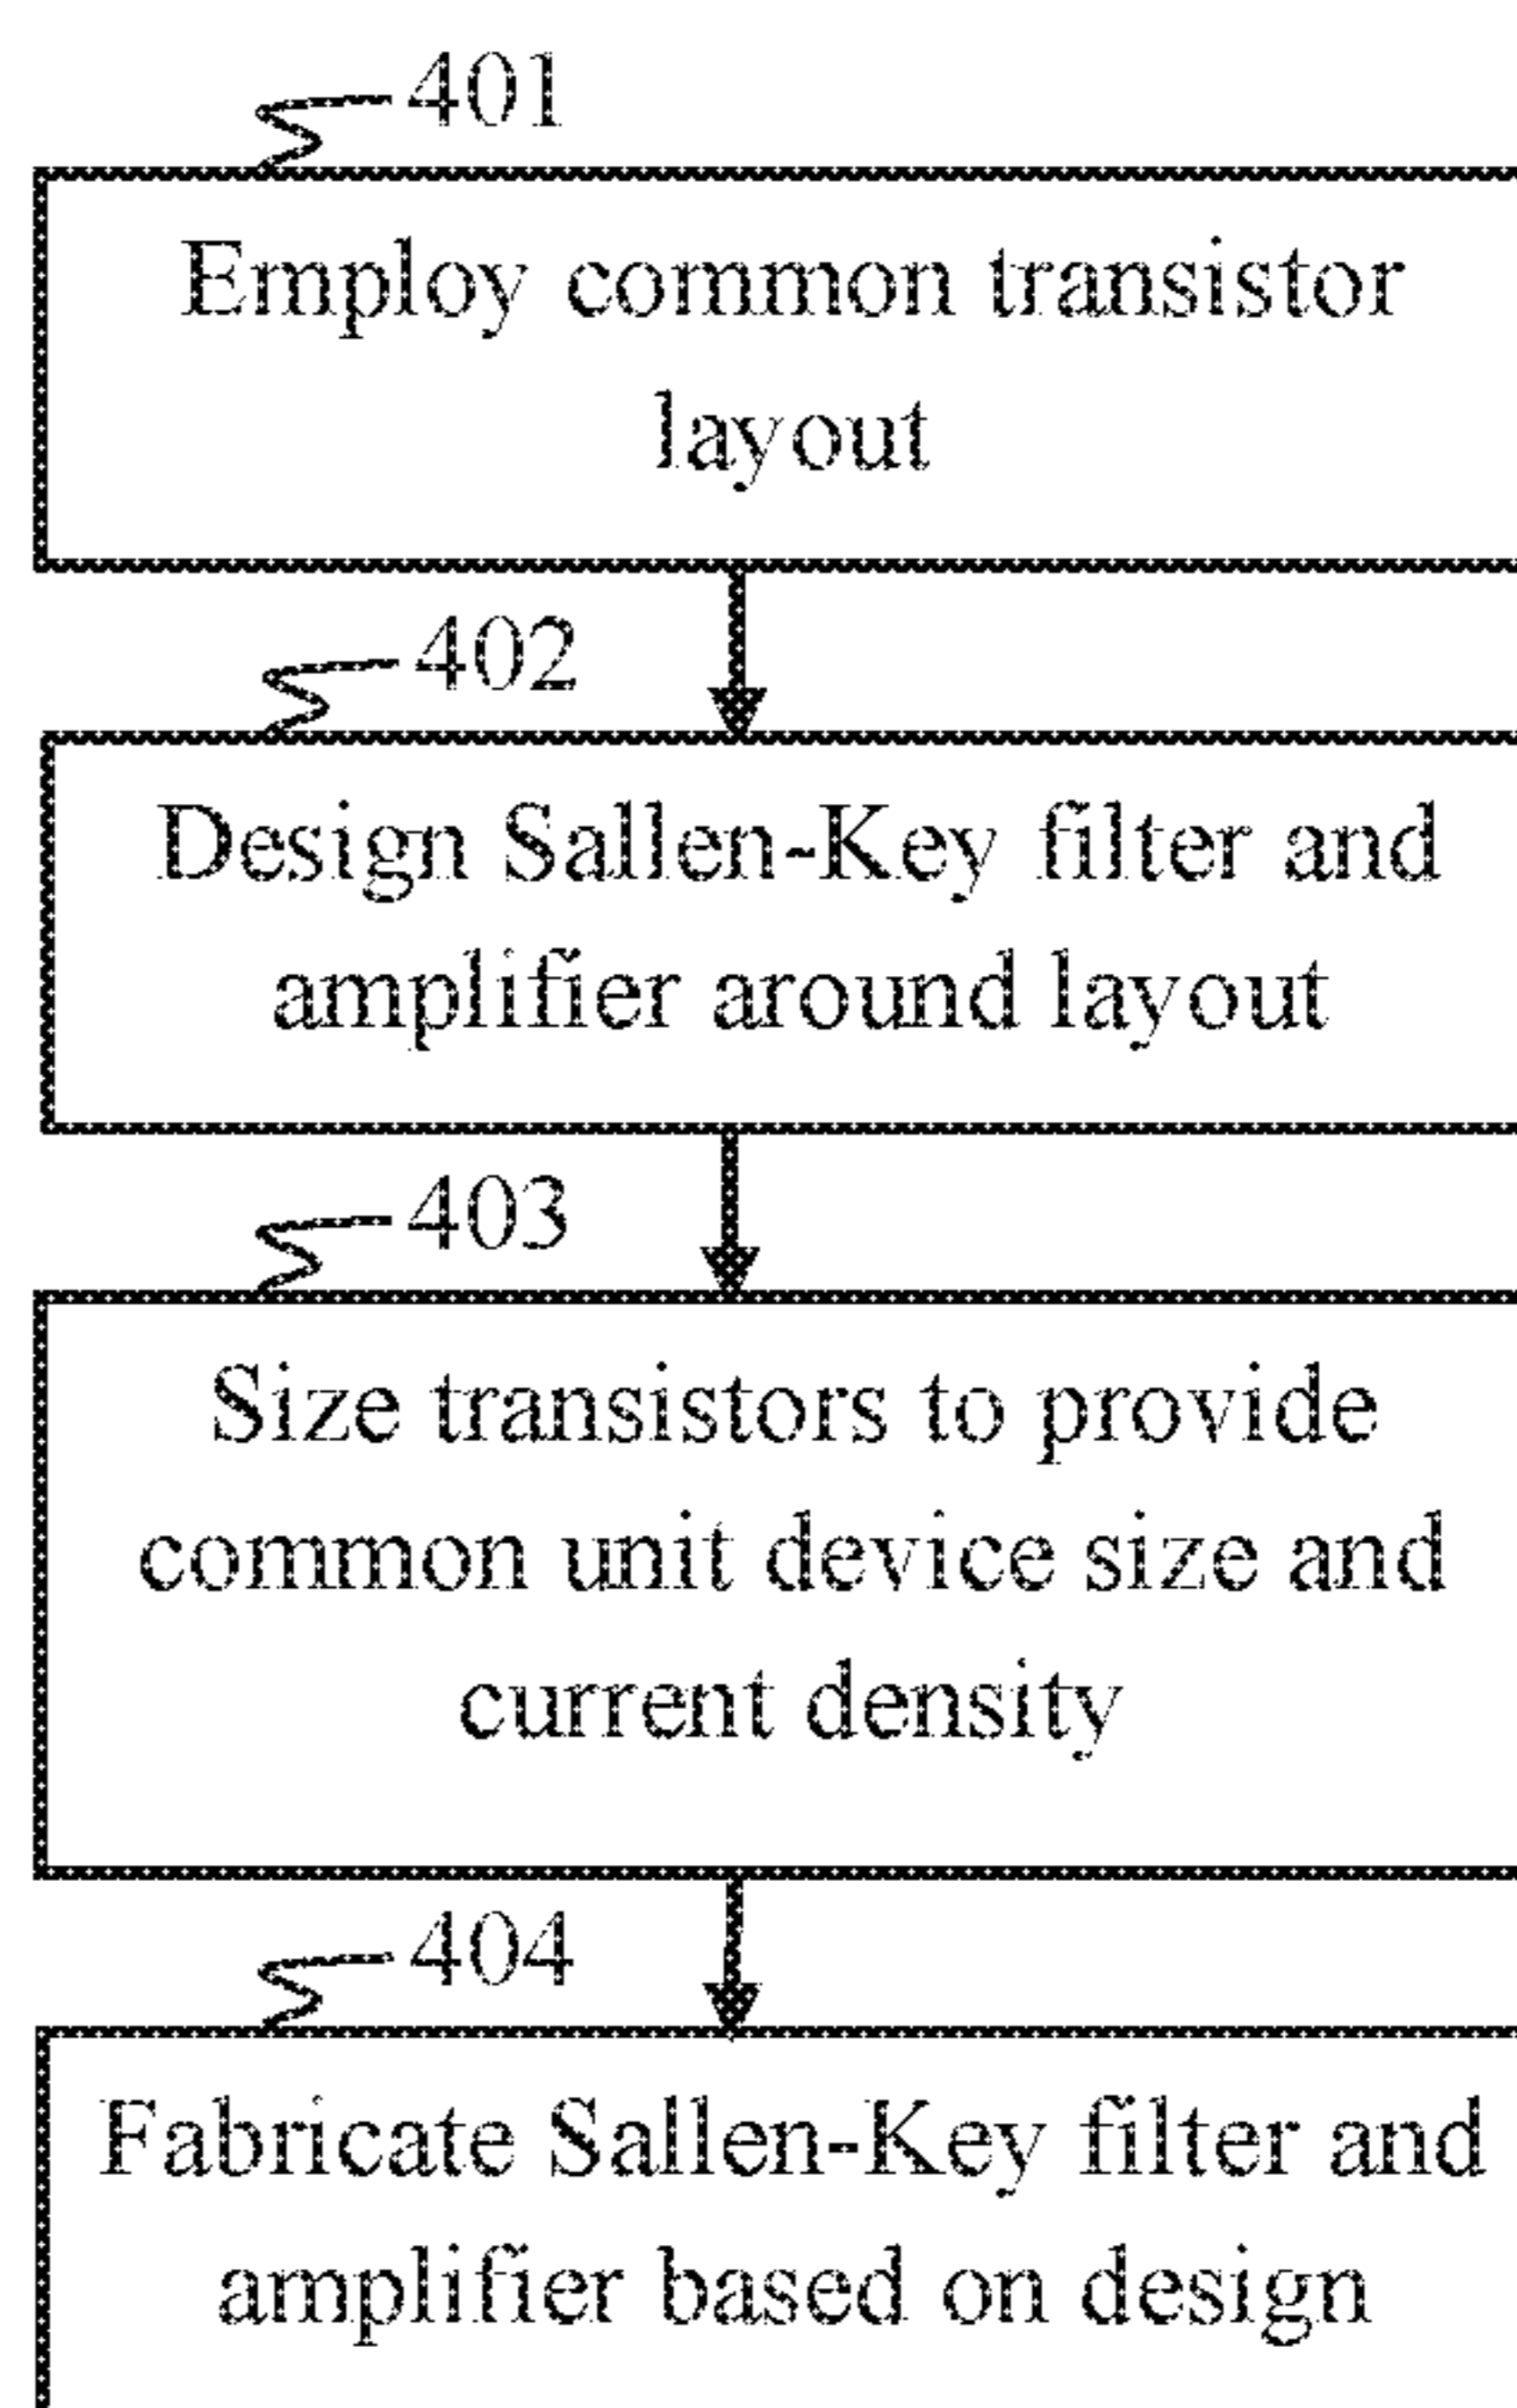 401
Employ common transistor
layout
402
Design Sallen-Key filter and
amplifier around layout
403
Size transistors to provide
common unit device size and
current density
404
Fabricate Sallen-Key filter and
amplifier based on design